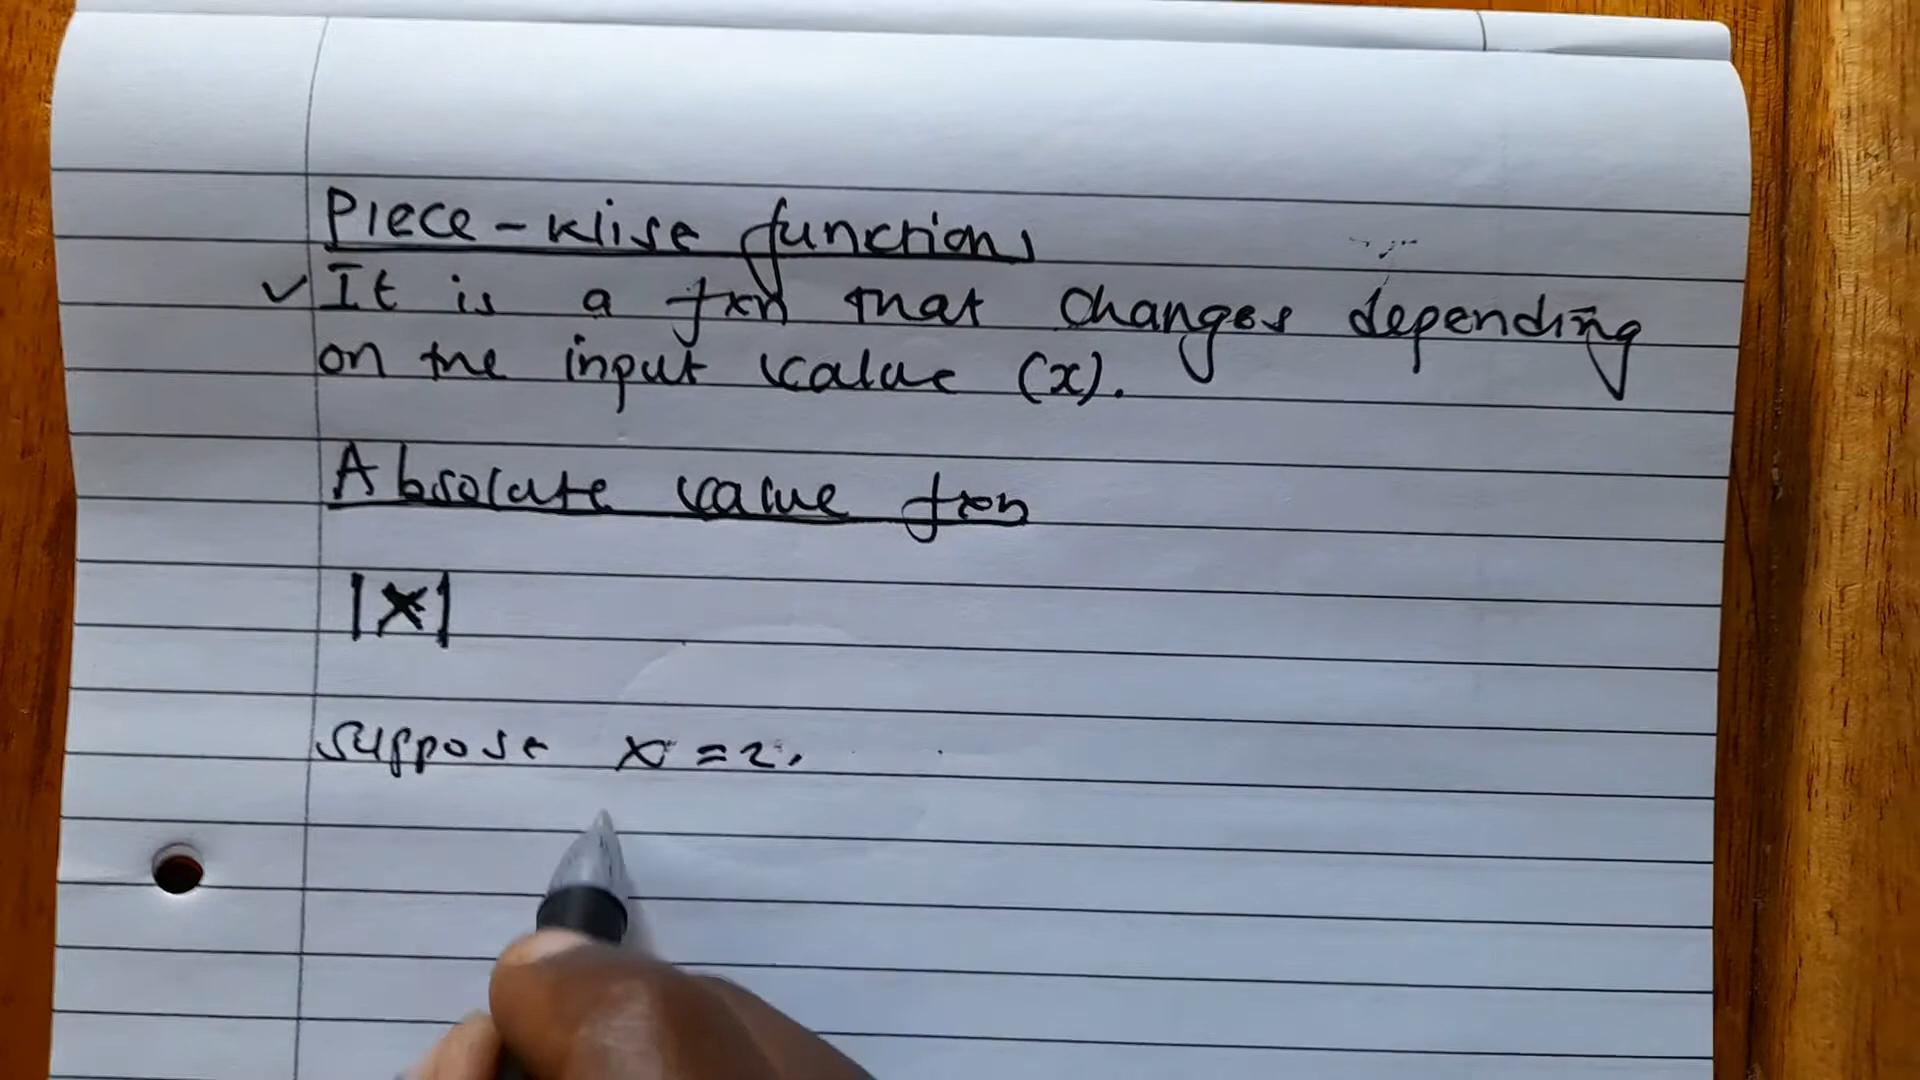 Piece-wise functions
✓ It is a fxn that changes depending
on the input value (x).
Absolute value fxn
|x|
suppose x = 2,